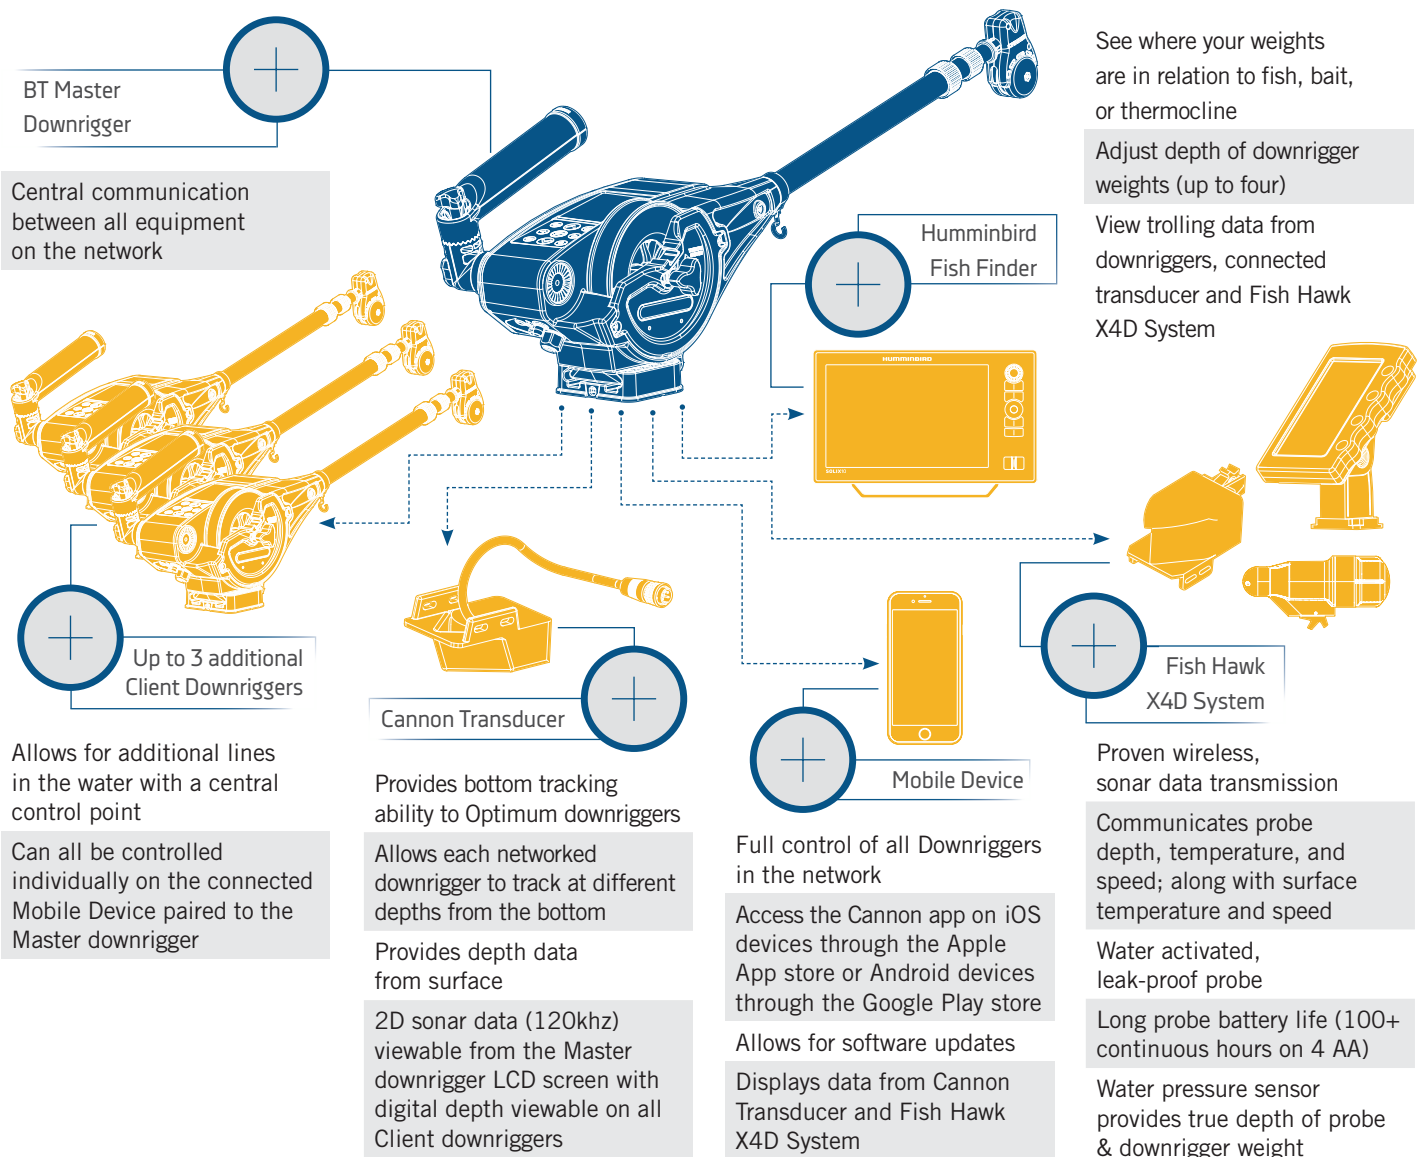 BT Master
Downrigger
Central communication
between all equipment
on the network
See where your weights
are in relation to fish, bait,
or thermocline
Adjust depth of downrigger
weights (up to four)
View trolling data from
downriggers, connected
transducer and Fish Hawk
X4D System
Humminbird
Fish Finder
HUMMINBIRD
SOLIX
Up to 3 additional
Client Downriggers
Allows for additional lines
in the water with a central
control point
Can all be controlled
individually on the connected
Mobile Device paired to the
Master downrigger
Cannon Transducer
Provides bottom tracking
ability to Optimum downriggers
Allows each networked
downrigger to track at different
depths from the bottom
Provides depth data
from surface
2D sonar data (120khz)
viewable from the Master
downrigger LCD screen with
digital depth viewable on all
Client downriggers
Mobile Device
Full control of all Downriggers
in the network
Access the Cannon app on iOS
devices through the Apple
App store or Android devices
through the Google Play store
Allows for software updates
Displays data from Cannon
Transducer and Fish Hawk
X4D System
Fish Hawk
X4D System
Proven wireless,
sonar data transmission
Communicates probe
depth, temperature, and
speed; along with surface
temperature and speed
Water activated,
leak-proof probe
Long probe battery life (100+
continuous hours on 4 AA)
Water pressure sensor
provides true depth of probe
& downrigger weight